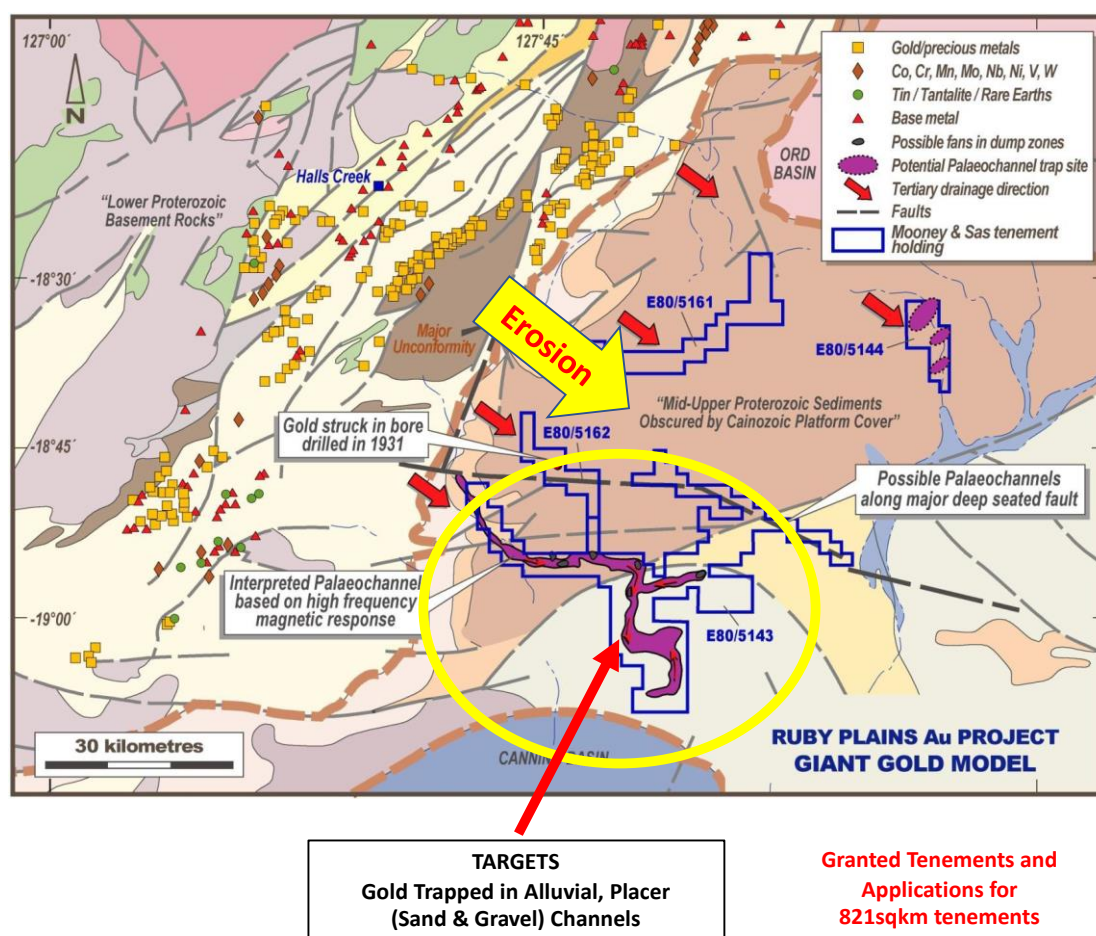 127°00'
127°45'
N
Gold/precious metals
Co, Cr, Mn, Mo, Nb, Ni, V, W
Tin / Tantalite / Rare Earths
Base metal
Possible fans in dump zones
Potential Palaeochannel trap site
Tertiary drainage direction
Faults
Mooney & Sas tenement
holding
ORD
BASIN
Halls Creek
"Lower Proterozoic
Basement Rocks"
-18°30'
E80/5161
Major
Unconformity
Erosion
E80/5144
"Mid-Upper Proterozoic Sediments
Obscured by Cainozoic Platform Cover"
Gold struck in bore
drilled in 1931
E80/5162
-18°45'
Possible Palaeochannels
along major deep seated fault
Interpreted Palaeochannel
based on high frequency
magnetic response
-19°00'
E80/5143
30 kilometres
CANNING BASIN
RUBY PLAINS Au PROJECT
GIANT GOLD MODEL
TARGETS
Gold Trapped in Alluvial, Placer
(Sand & Gravel) Channels
Granted Tenements and
Applications for
821sqkm tenements